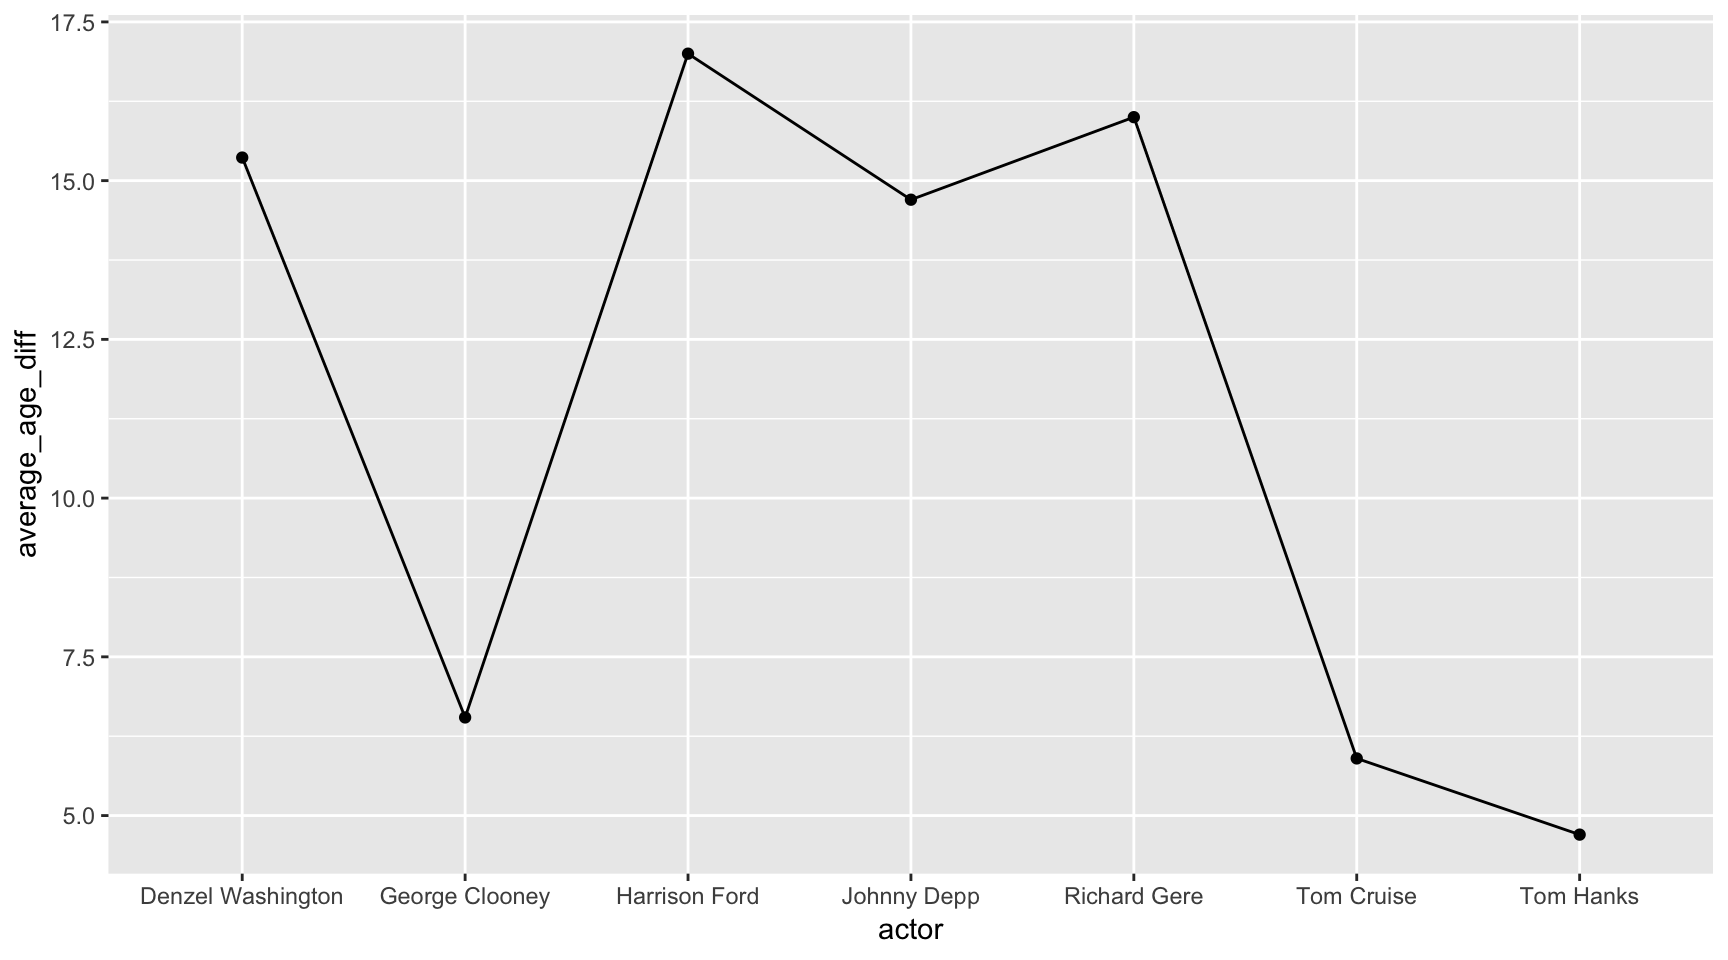 17.5
15.0
12.5
10.0
7.5
5.0
average_age_diff
Denzel Washington George Clooney Harrison Ford Johnny Depp Richard Gere Tom Cruise Tom Hanks
actor